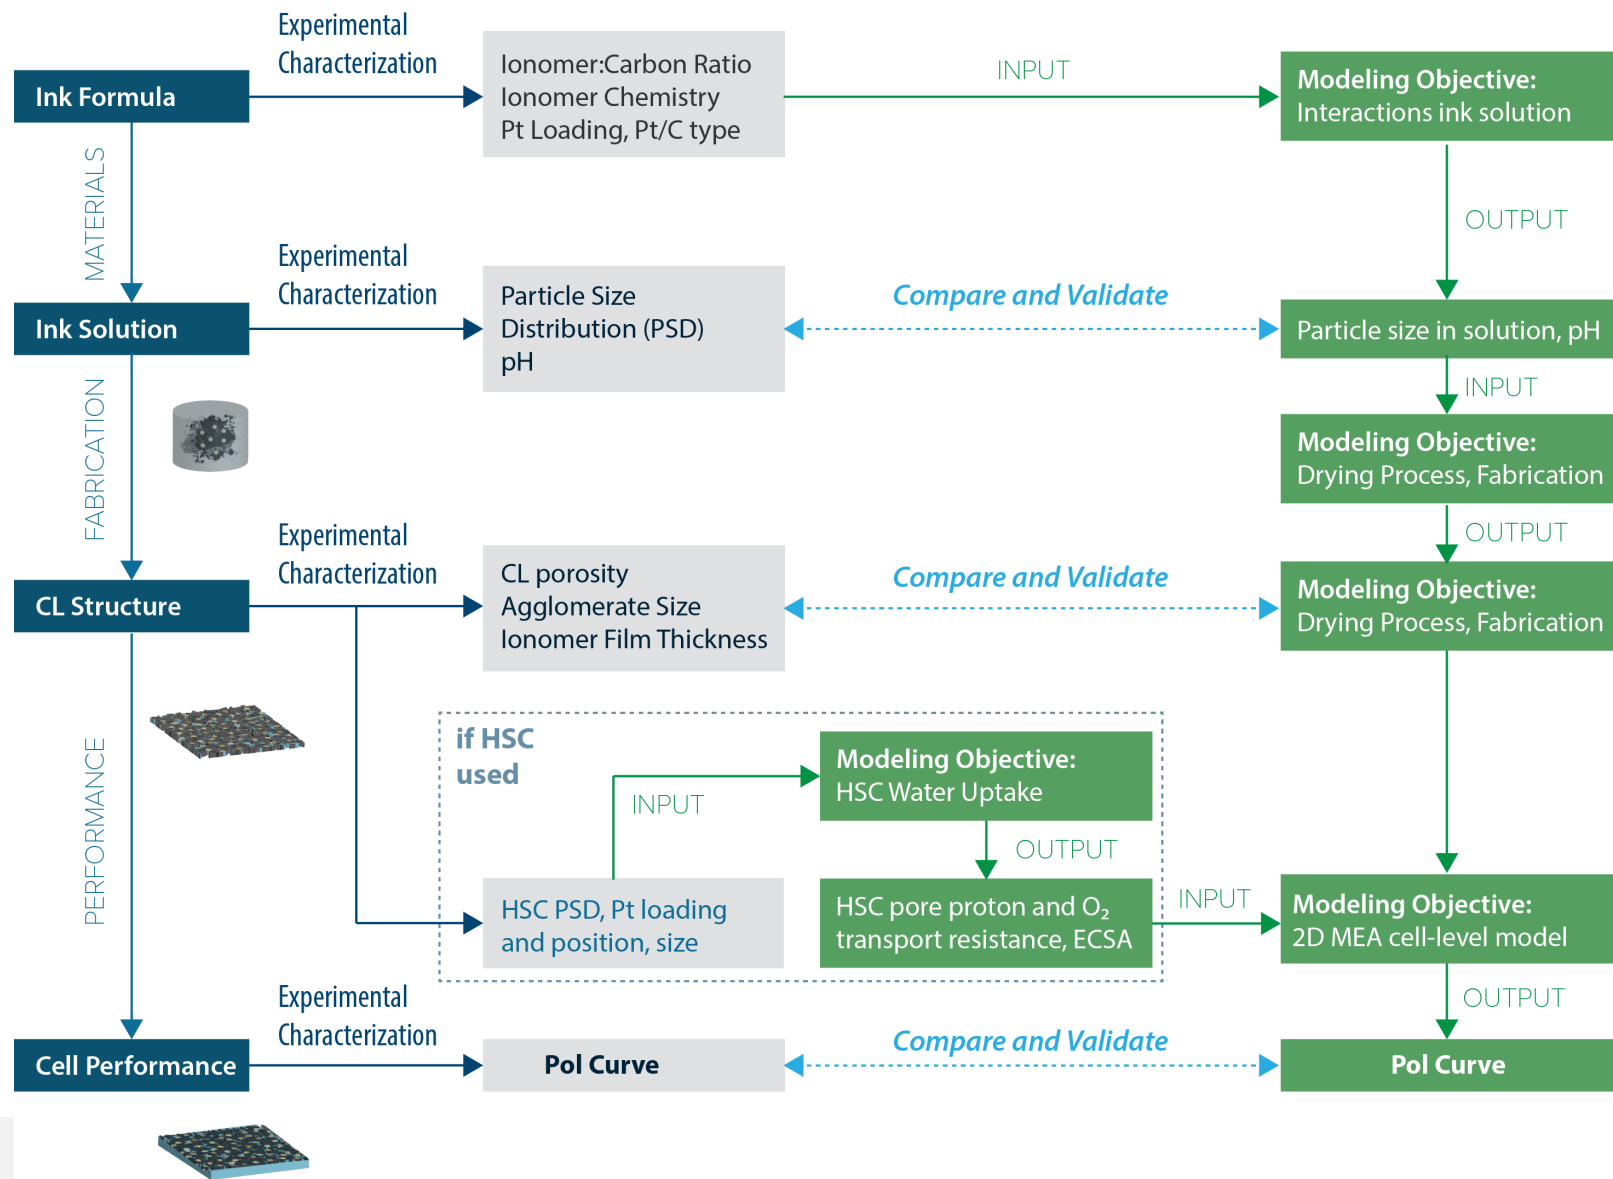 Experimental
Characterization
Ink Formula
Ionomer:Carbon Ratio
Ionomer Chemistry
Pt Loading, Pt/C type
INPUT
Modeling Objective:
Interactions ink solution
MATERIALS
OUTPUT
Experimental
Characterization
Ink Solution
Particle Size
Distribution (PSD)
pH
Compare and Validate
Particle size in solution, pH
INPUT
FABRICATION
Modeling Objective:
Drying Process, Fabrication
OUTPUT
Experimental
Characterization
CL Structure
CL porosity
Agglomerate Size
Ionomer Film Thickness
Compare and Validate
Modeling Objective:
Drying Process, Fabrication
PERFORMANCE
if HSC
used
INPUT
Modeling Objective:
HSC Water Uptake
OUTPUT
HSC PSD, Pt loading
and position, size
HSC pore proton and O₂
transport resistance, ECSA
INPUT
Modeling Objective:
2D MEA cell-level model
OUTPUT
Experimental
Characterization
Cell Performance
Pol Curve
Compare and Validate
Pol Curve